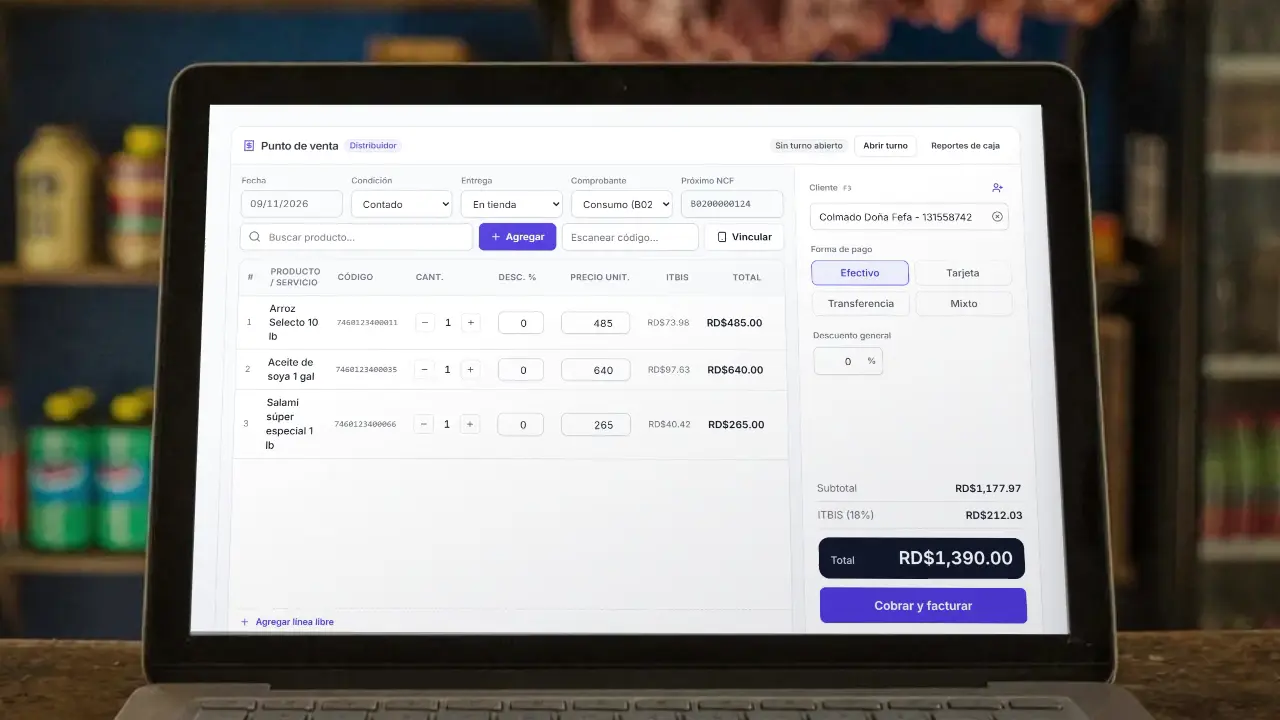 Punto de venta Distribuidor
Sin turno abierto Abrir turno Reportes de caja
Fecha Condición Entrega Comprobante Próximo NCF
09/11/2026 Contado En tienda Consumo (B02 B0200000124
Buscar producto... + Agregar Escanear código... Vincular
# PRODUCTO / SERVICIO CÓDIGO CANT. DESC. % PRECIO UNIT. ITBIS TOTAL
1 Arroz Selecto 10 lb 7460123400011 − 1 + 0 485 RD$73.98 RD$485.00
2 Aceite de soya 1 gal 7460123400035 − 1 + 0 640 RD$97.63 RD$640.00
3 Salami súper especial 1 lb 7460123400066 − 1 + 0 265 RD$40.42 RD$265.00
+ Agregar línea libre
Cliente F3
Colmado Doña Fefa - 131558742
Forma de pago
Efectivo Tarjeta
Transferencia Mixto
Descuento general
0 %
Subtotal RD$1,177.97
ITBIS (18%) RD$212.03
Total RD$1,390.00
Cobrar y facturar